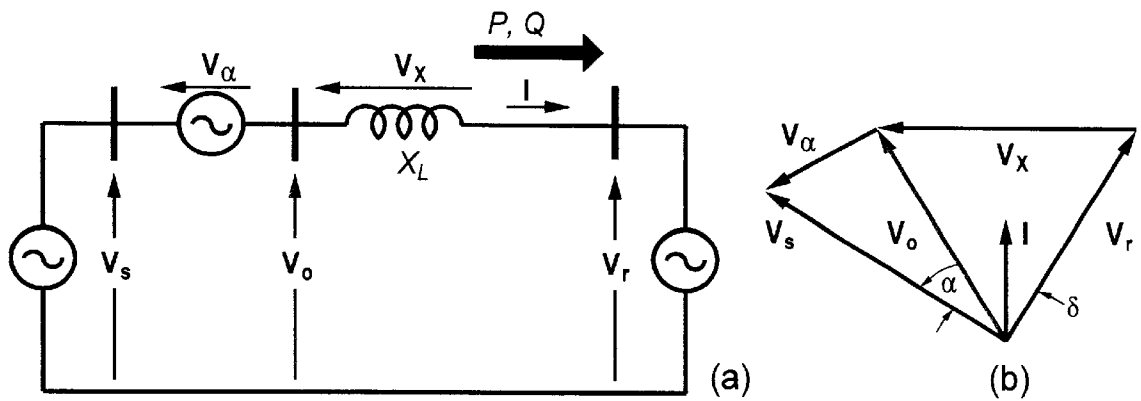 P, Q
Vα
VX
I
XL
Vs
Vo
Vr
(a)
Vα
VX
Vs
Vo
α
I
Vr
δ
(b)